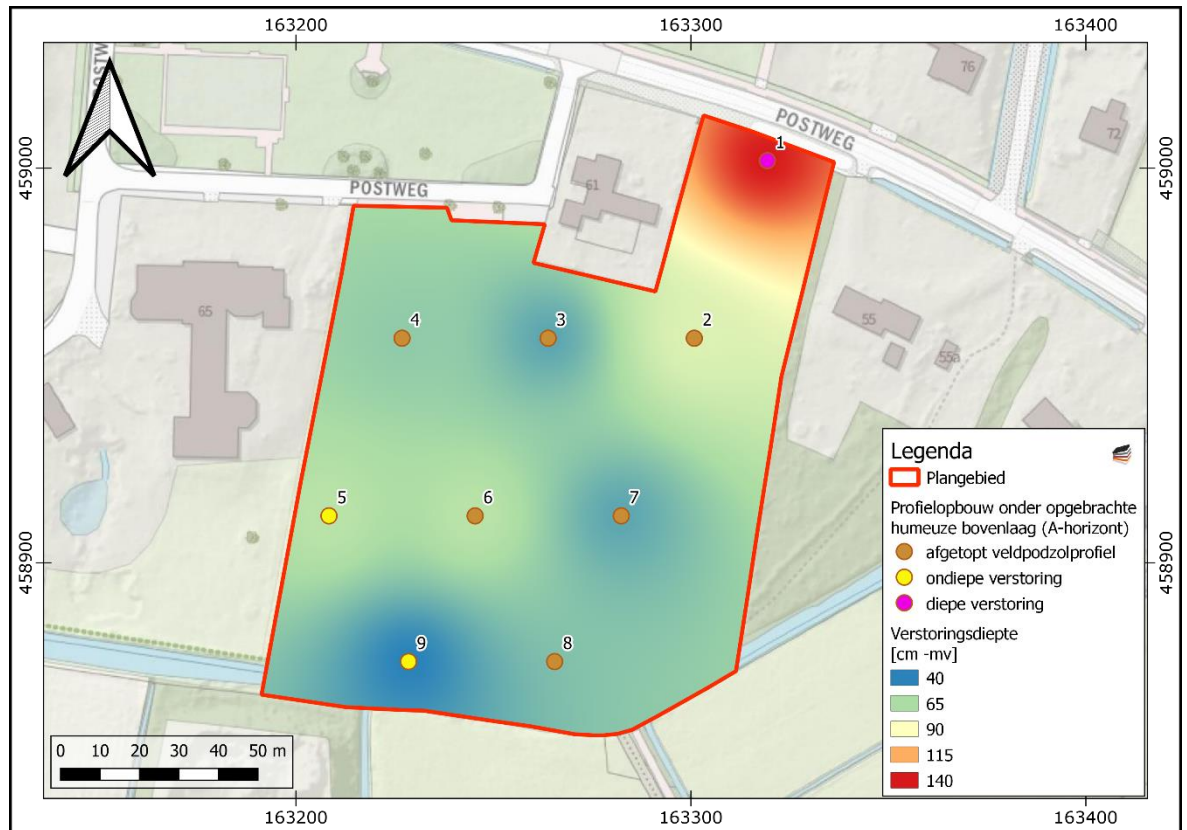 163200
163300
163400
POSTWEG
76
72
POSTWEG
1
459000
459000
61
POSTWEG
65
4
3
2
55
55a
5
6
7
458900
458900
9
8
Legenda
Plangebied
Profielopbouw onder opgebrachte
humeuze bovenlaag (A-horizont)
afgetopt veldpodzolprofiel
ondiepe verstoring
diepe verstoring
Verstoringsdiepte
[cm -mv]
40
65
90
115
140
0 10 20 30 40 50 m
163200
163300
163400